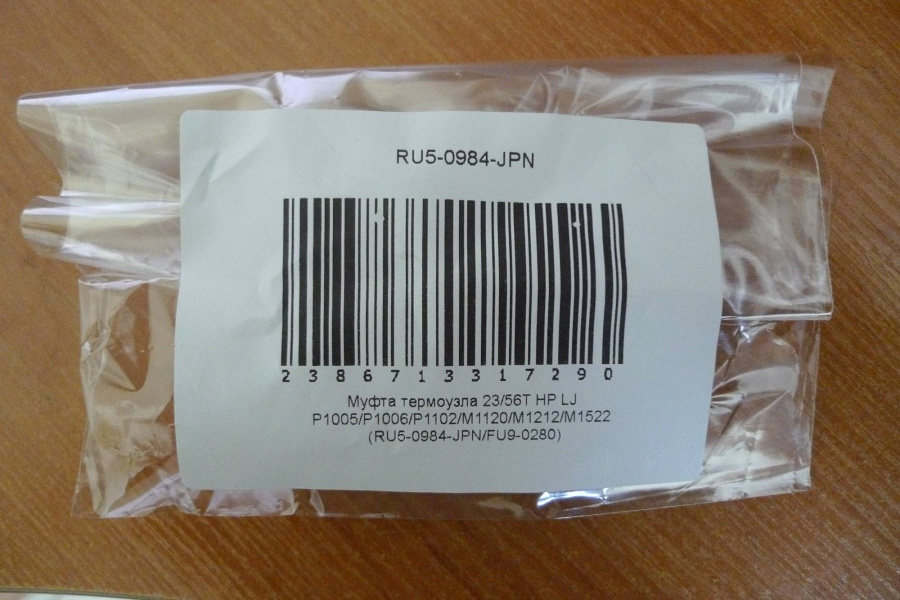 RU5-0984-JPN
2386713317290
Муфта термоузла 23/56T HP LJ
P1005/P1006/P1102/M1120/M1212/M1522
(RU5-0984-JPN/FU9-0280)